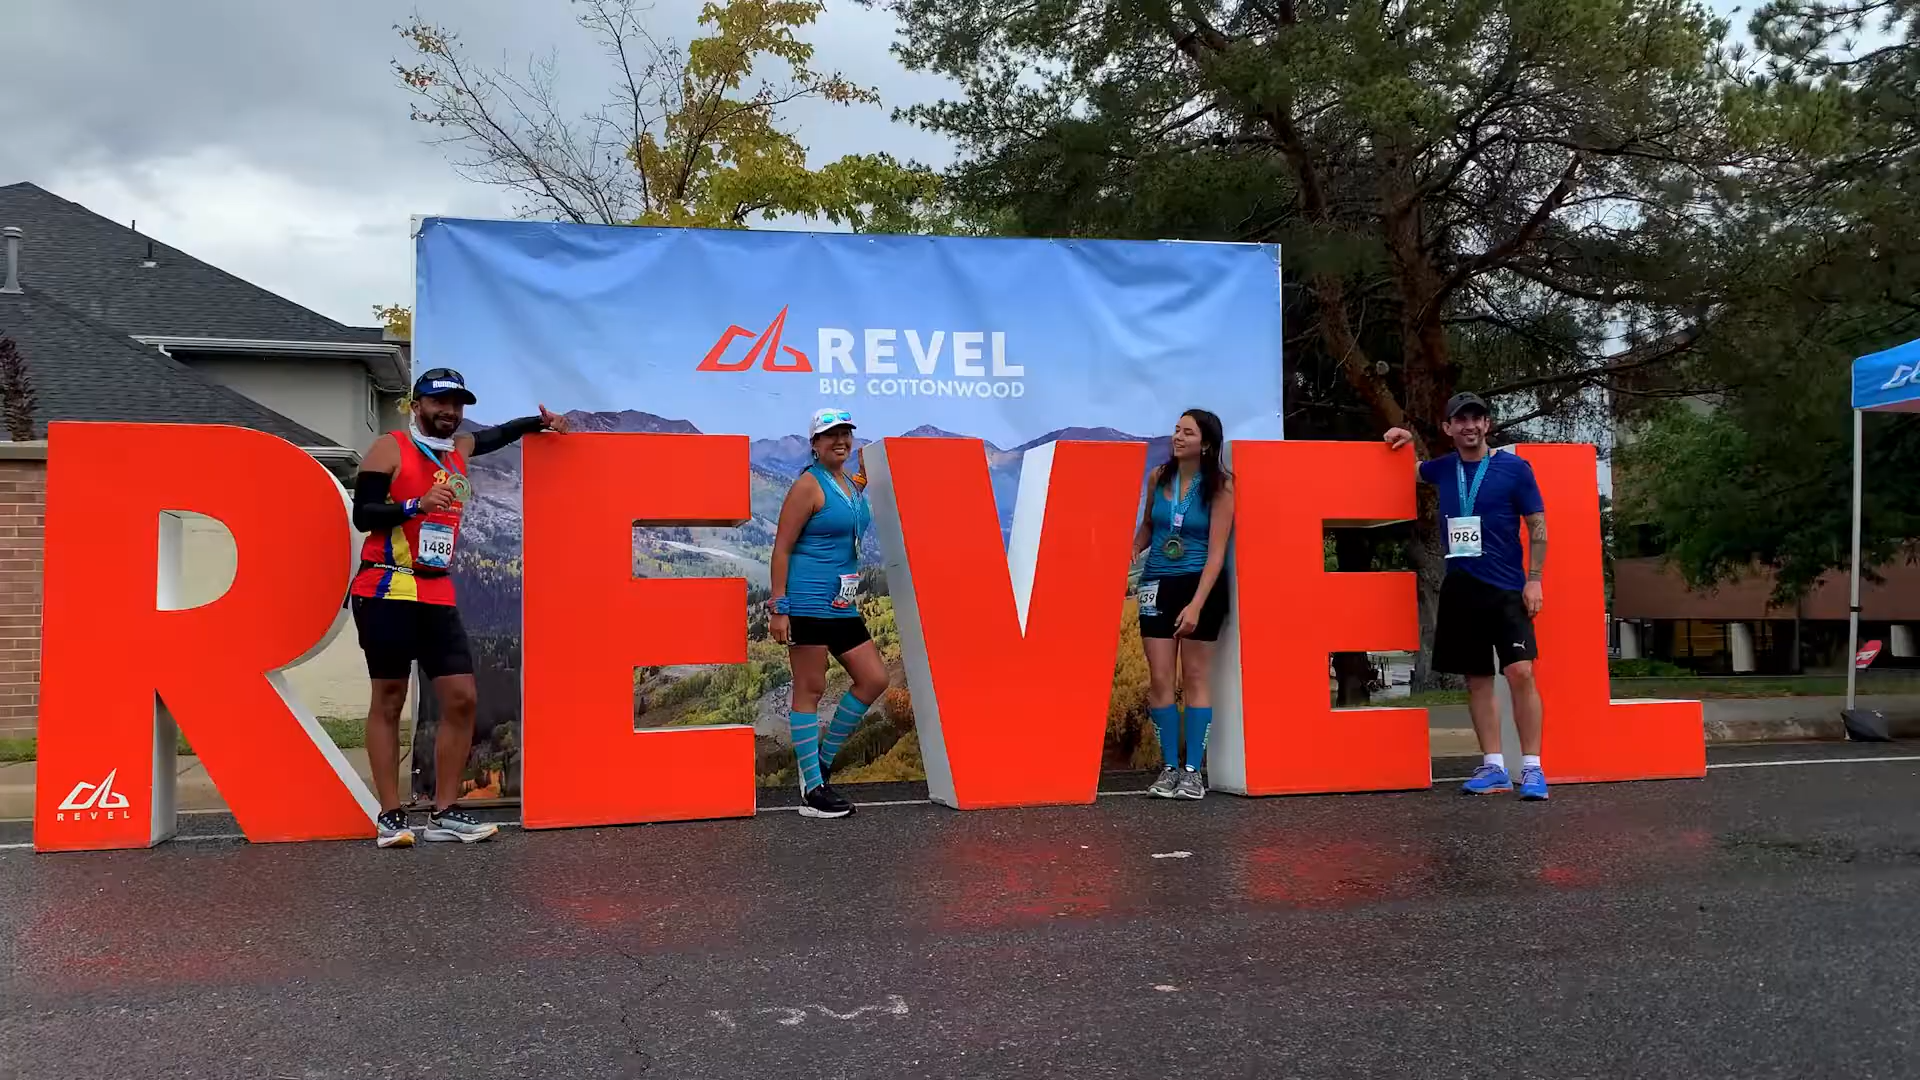 REVEL
BIG COTTONWOOD
REVEL
REVEL
1488
1986